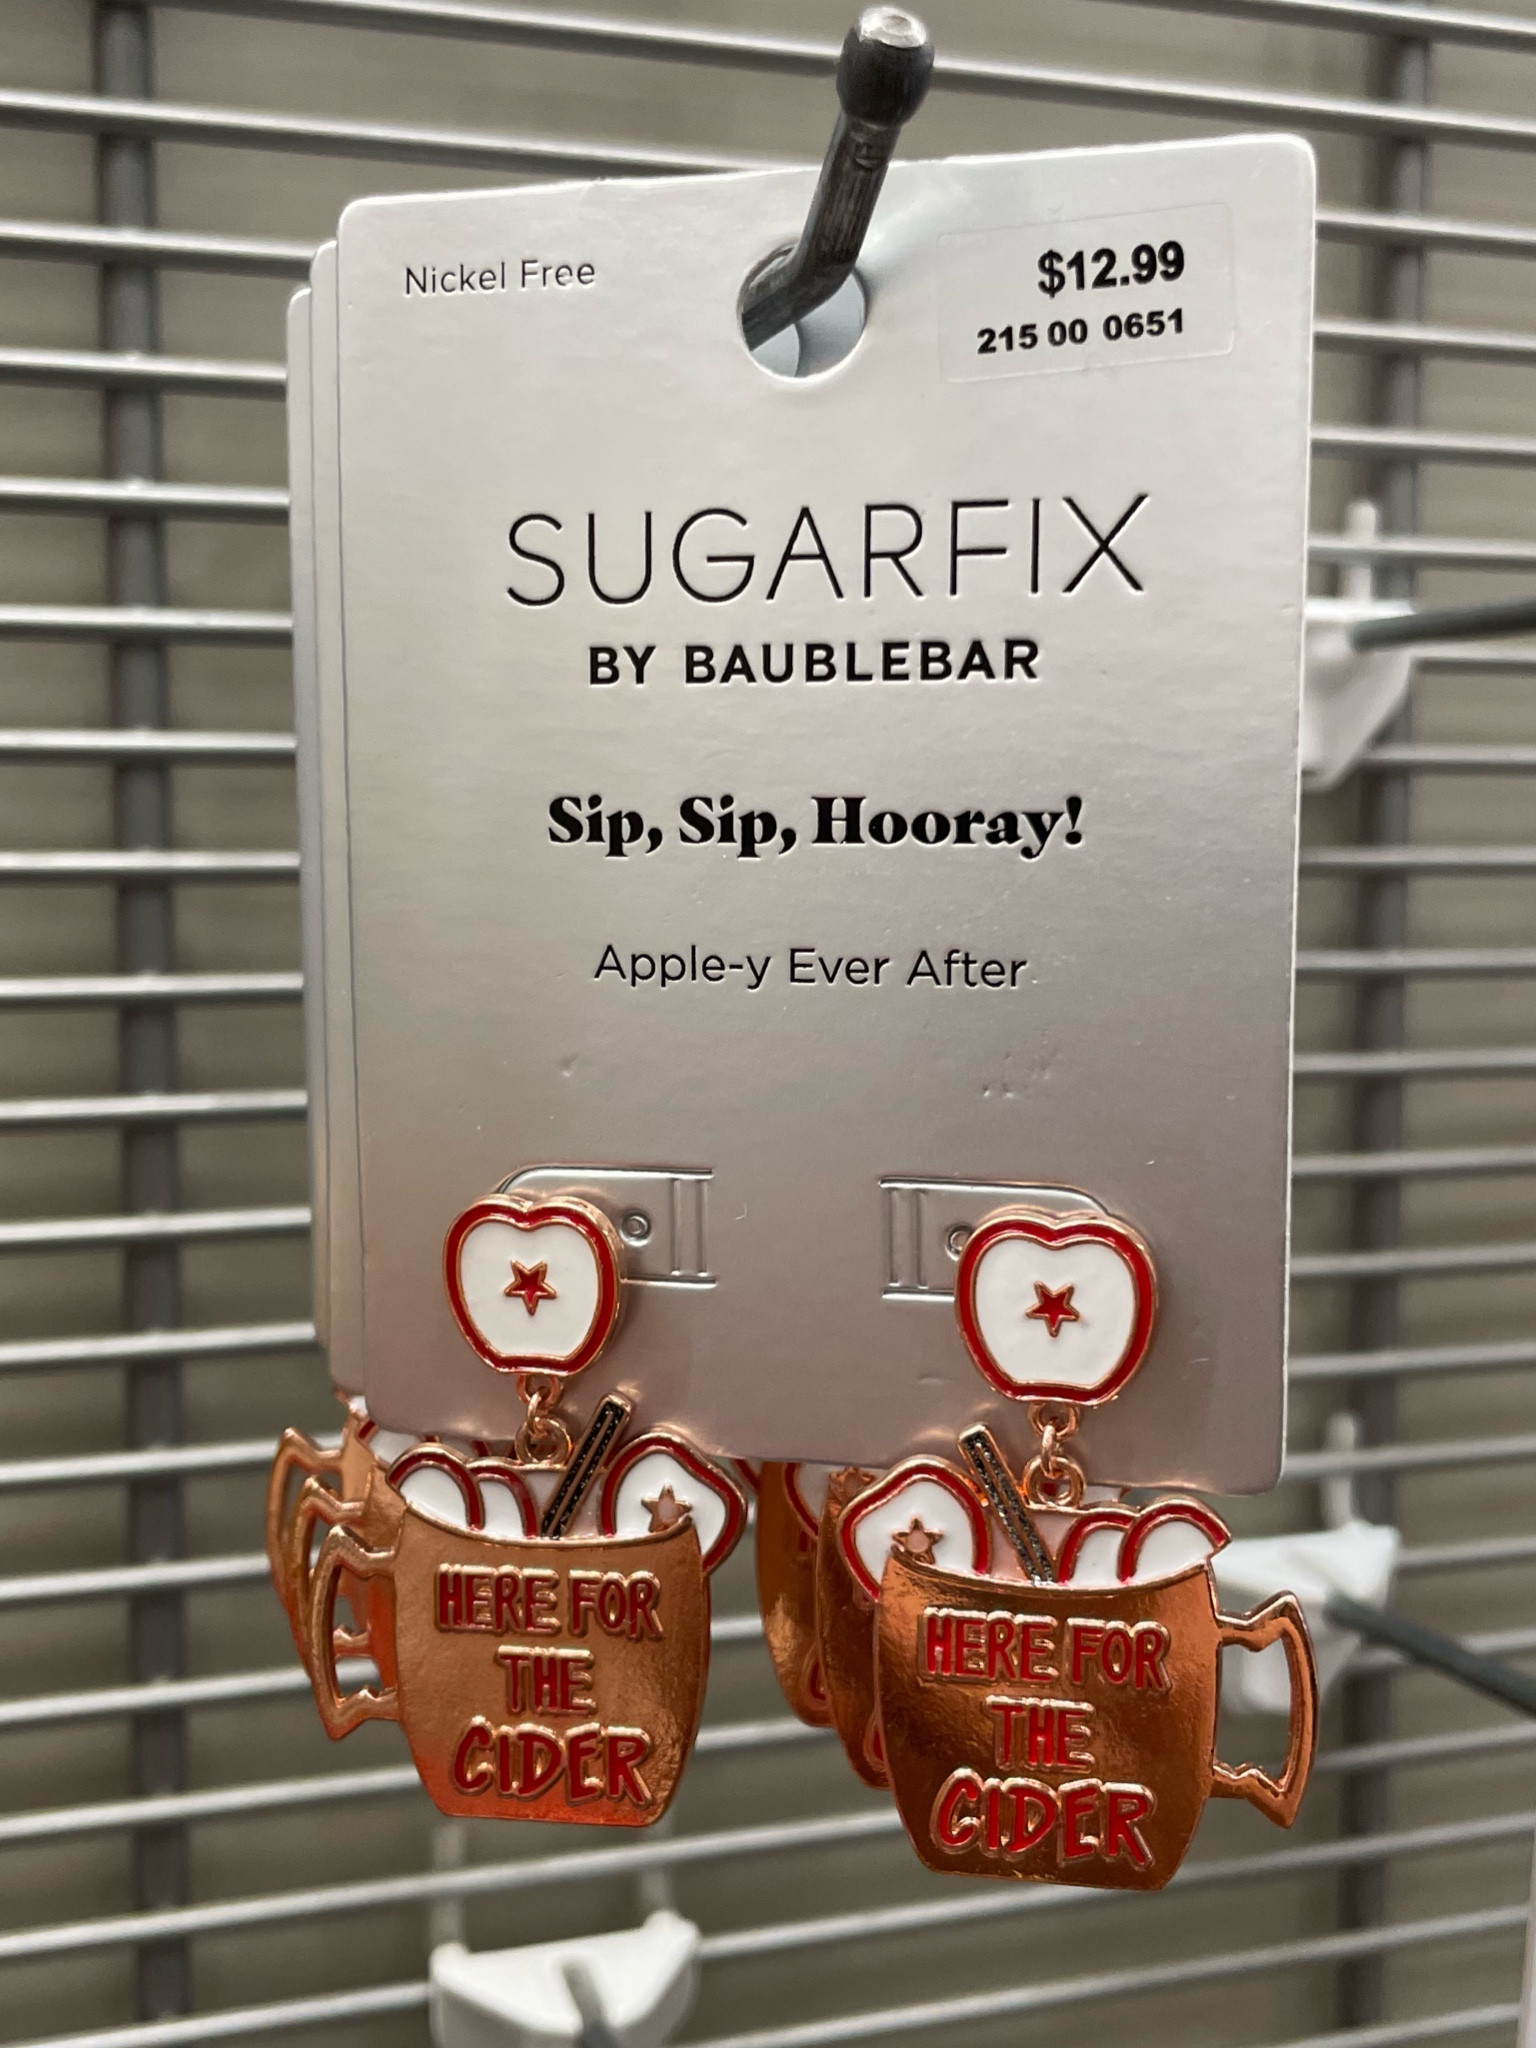 Nickel Free
$12.99
215 00 0651
SUGARFIX
BY BAUBLEBAR
Sip, Sip, Hooray!
Apple-y Ever After
HERE FOR
THE
CIDER
HERE FOR
THE
CIDER